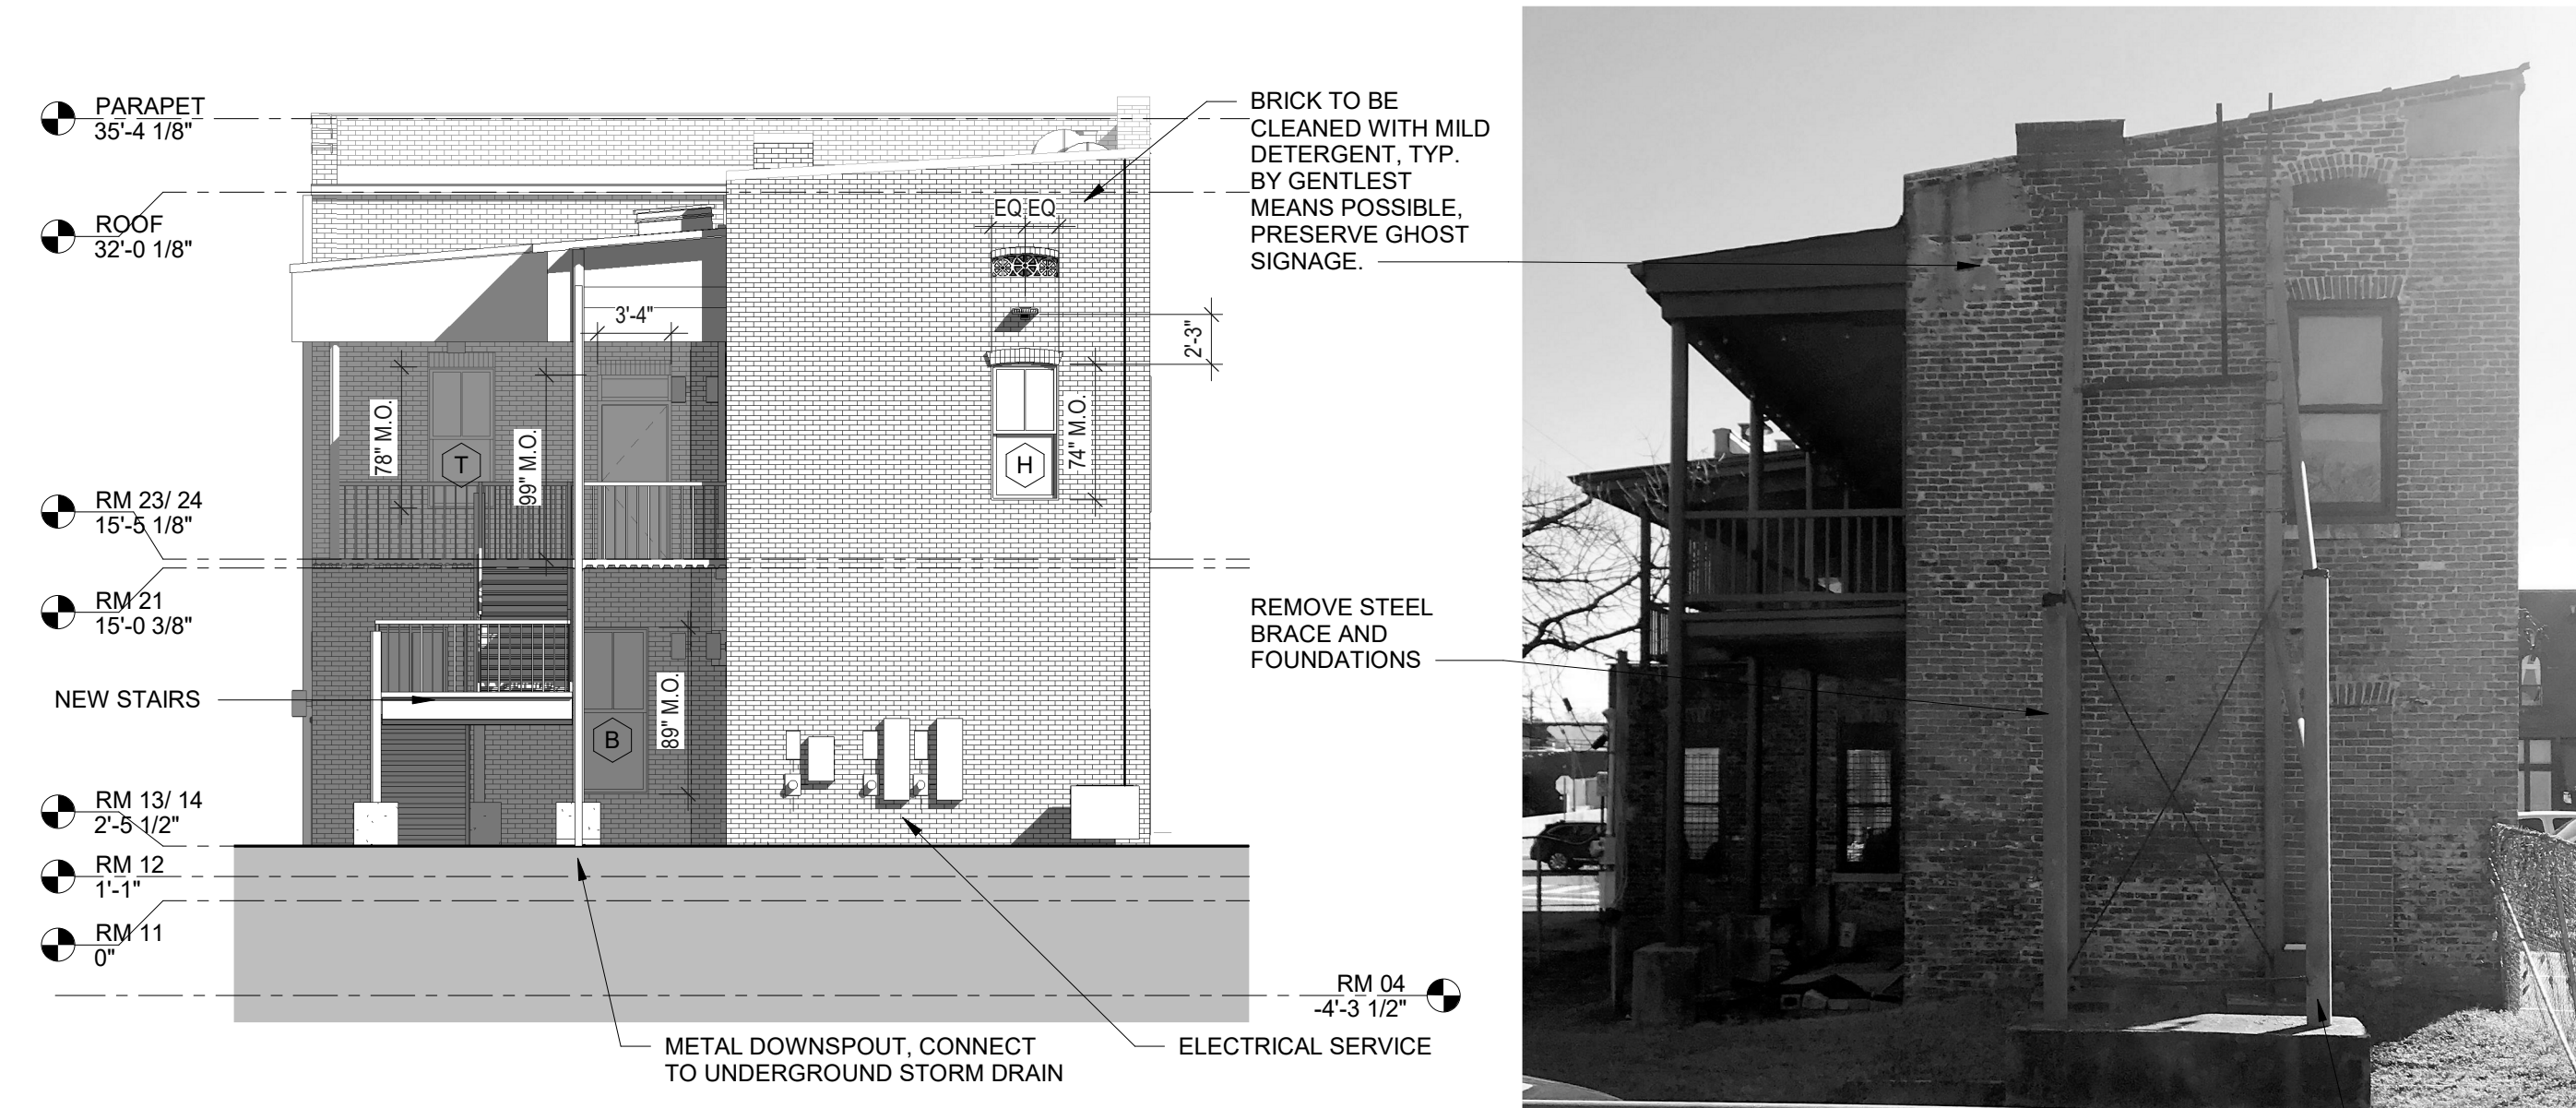 PARAPET
35'-4 1/8"
ROOF
32'-0 1/8"
RM 23/ 24
15'-5 1/8"
RM 21
15'-0 3/8"
NEW STAIRS
RM 13/ 14
2'-5 1/2"
RM 12
1'-1"
RM 11
0"
3'-4"
78" M.O.
T
99" M.O.
B
89" M.O.
EQ EQ
2'-3"
74" M.O.
H
BRICK TO BE
CLEANED WITH MILD
DETERGENT, TYP.
BY GENTLEST
MEANS POSSIBLE,
PRESERVE GHOST
SIGNAGE.
REMOVE STEEL
BRACE AND
FOUNDATIONS
RM 04
-4'-3 1/2"
METAL DOWNSPOUT, CONNECT
TO UNDERGROUND STORM DRAIN
ELECTRICAL SERVICE